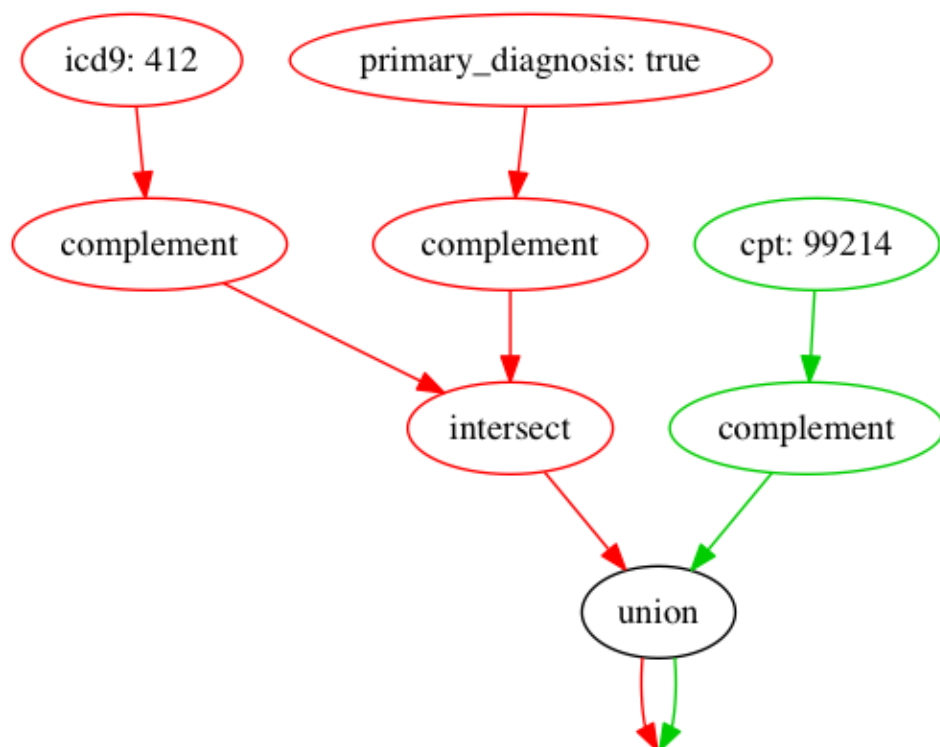 icd9: 412
primary_diagnosis: true
complement
complement
cpt: 99214
intersect
complement
union